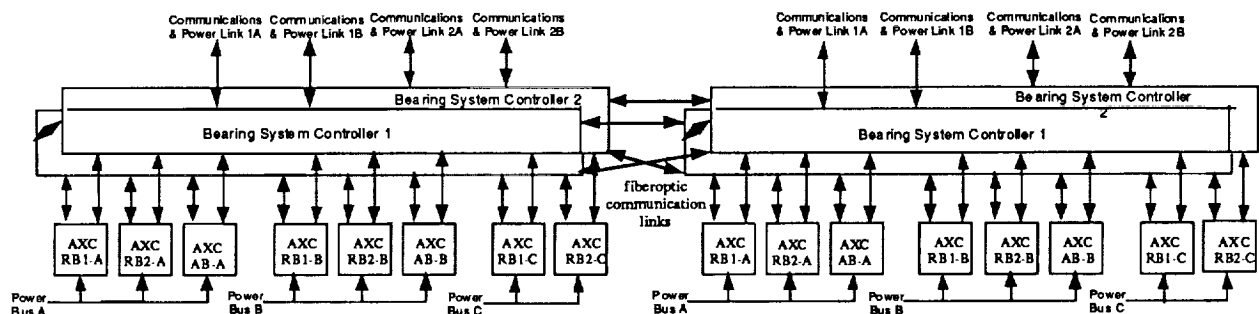 Communications
& Power Link 1A
Communications
& Power Link 1B
Communications
& Power Link 2A
Communications
& Power Link 2B
Communications
& Power Link 1A
Communications
& Power Link 1B
Communications
& Power Link 2A
Communications
& Power Link 2B
Bearing System Controller 2
Bearing System Controller 1
Bearing System Controller
2
Bearing System Controller 1
fiberoptic
communication
links
AXC
RB1-A
AXC
RB2-A
AXC
AB-A
AXC
RB1-B
AXC
RB2-B
AXC
AB-B
AXC
RB1-C
AXC
RB2-C
AXC
RB1-A
AXC
RB2-A
AXC
AB-A
AXC
RB1-B
AXC
RB2-B
AXC
AB-B
AXC
RB1-C
AXC
RB2-C
Power
Bus A
Power
Bus B
Power
Bus C
Power
Bus A
Power
Bus B
Power
Bus C